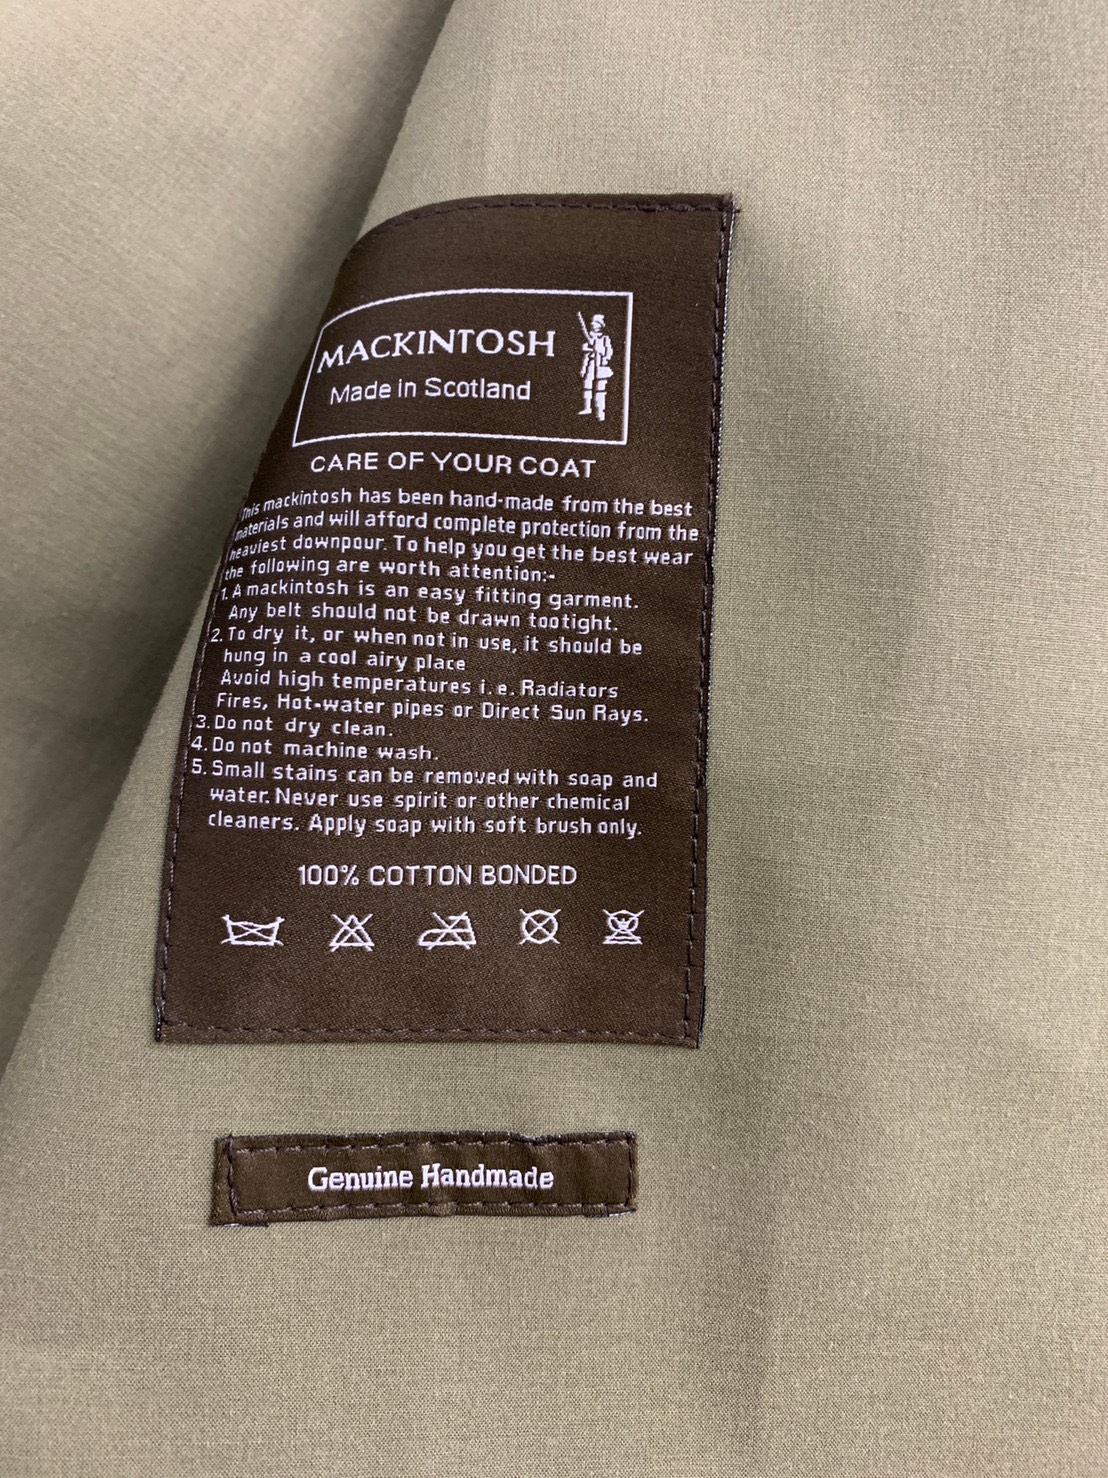 MACKINTOSH
Made in Scotland
CARE OF YOUR COAT
This mackintosh has been hand-made from the best
materials and will afford complete protection from the
heaviest downpour. To help you get the best wear
the following are worth attention:-
1. A mackintosh is an easy fitting garment.
Any belt should not be drawn too tight.
2. To dry it, or when not in use, it should be
hung in a cool airy place
Avoid high temperatures i. e. Radiators
Fires, Hot-water pipes or Direct Sun Rays.
3. Do not dry clean.
4. Do not machine wash.
5. Small stains can be removed with soap and
water. Never use spirit or other chemical
cleaners. Apply soap with soft brush only.
100% COTTON BONDED
Genuine Handmade